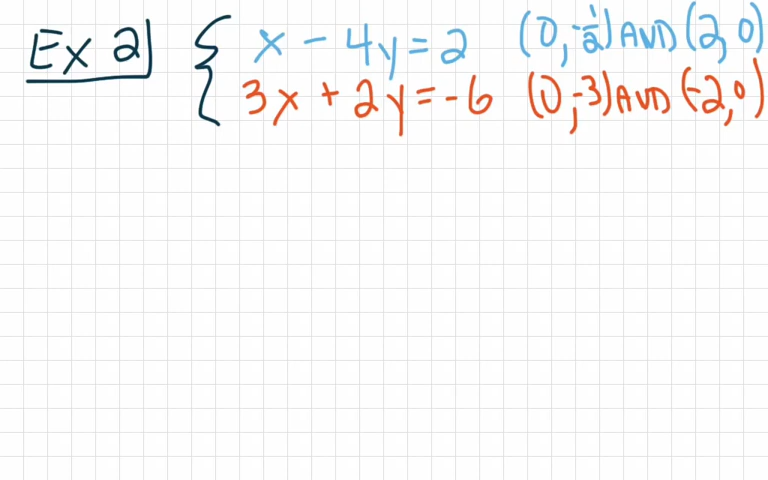 Ex 2 { x - 4y = 2 (0, -1/2) AND (2, 0)
3x + 2y = -6 (0, -3) AND (-2, 0)